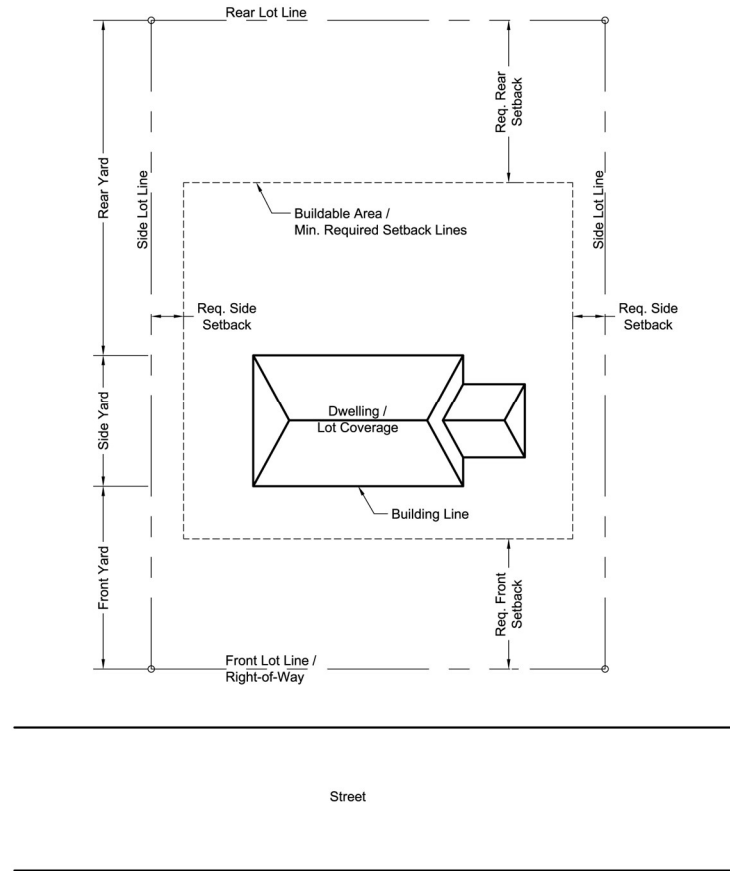 Rear Lot Line
Req. Rear
Setback
Rear Yard
Side Lot Line
Side Lot Line
Buildable Area /
Min. Required Setback Lines
Req. Side
Setback
Req. Side
Setback
Side Yard
Dwelling /
Lot Coverage
Building Line
Front Yard
Req. Front
Setback
Front Lot Line /
Right-of-Way
Street